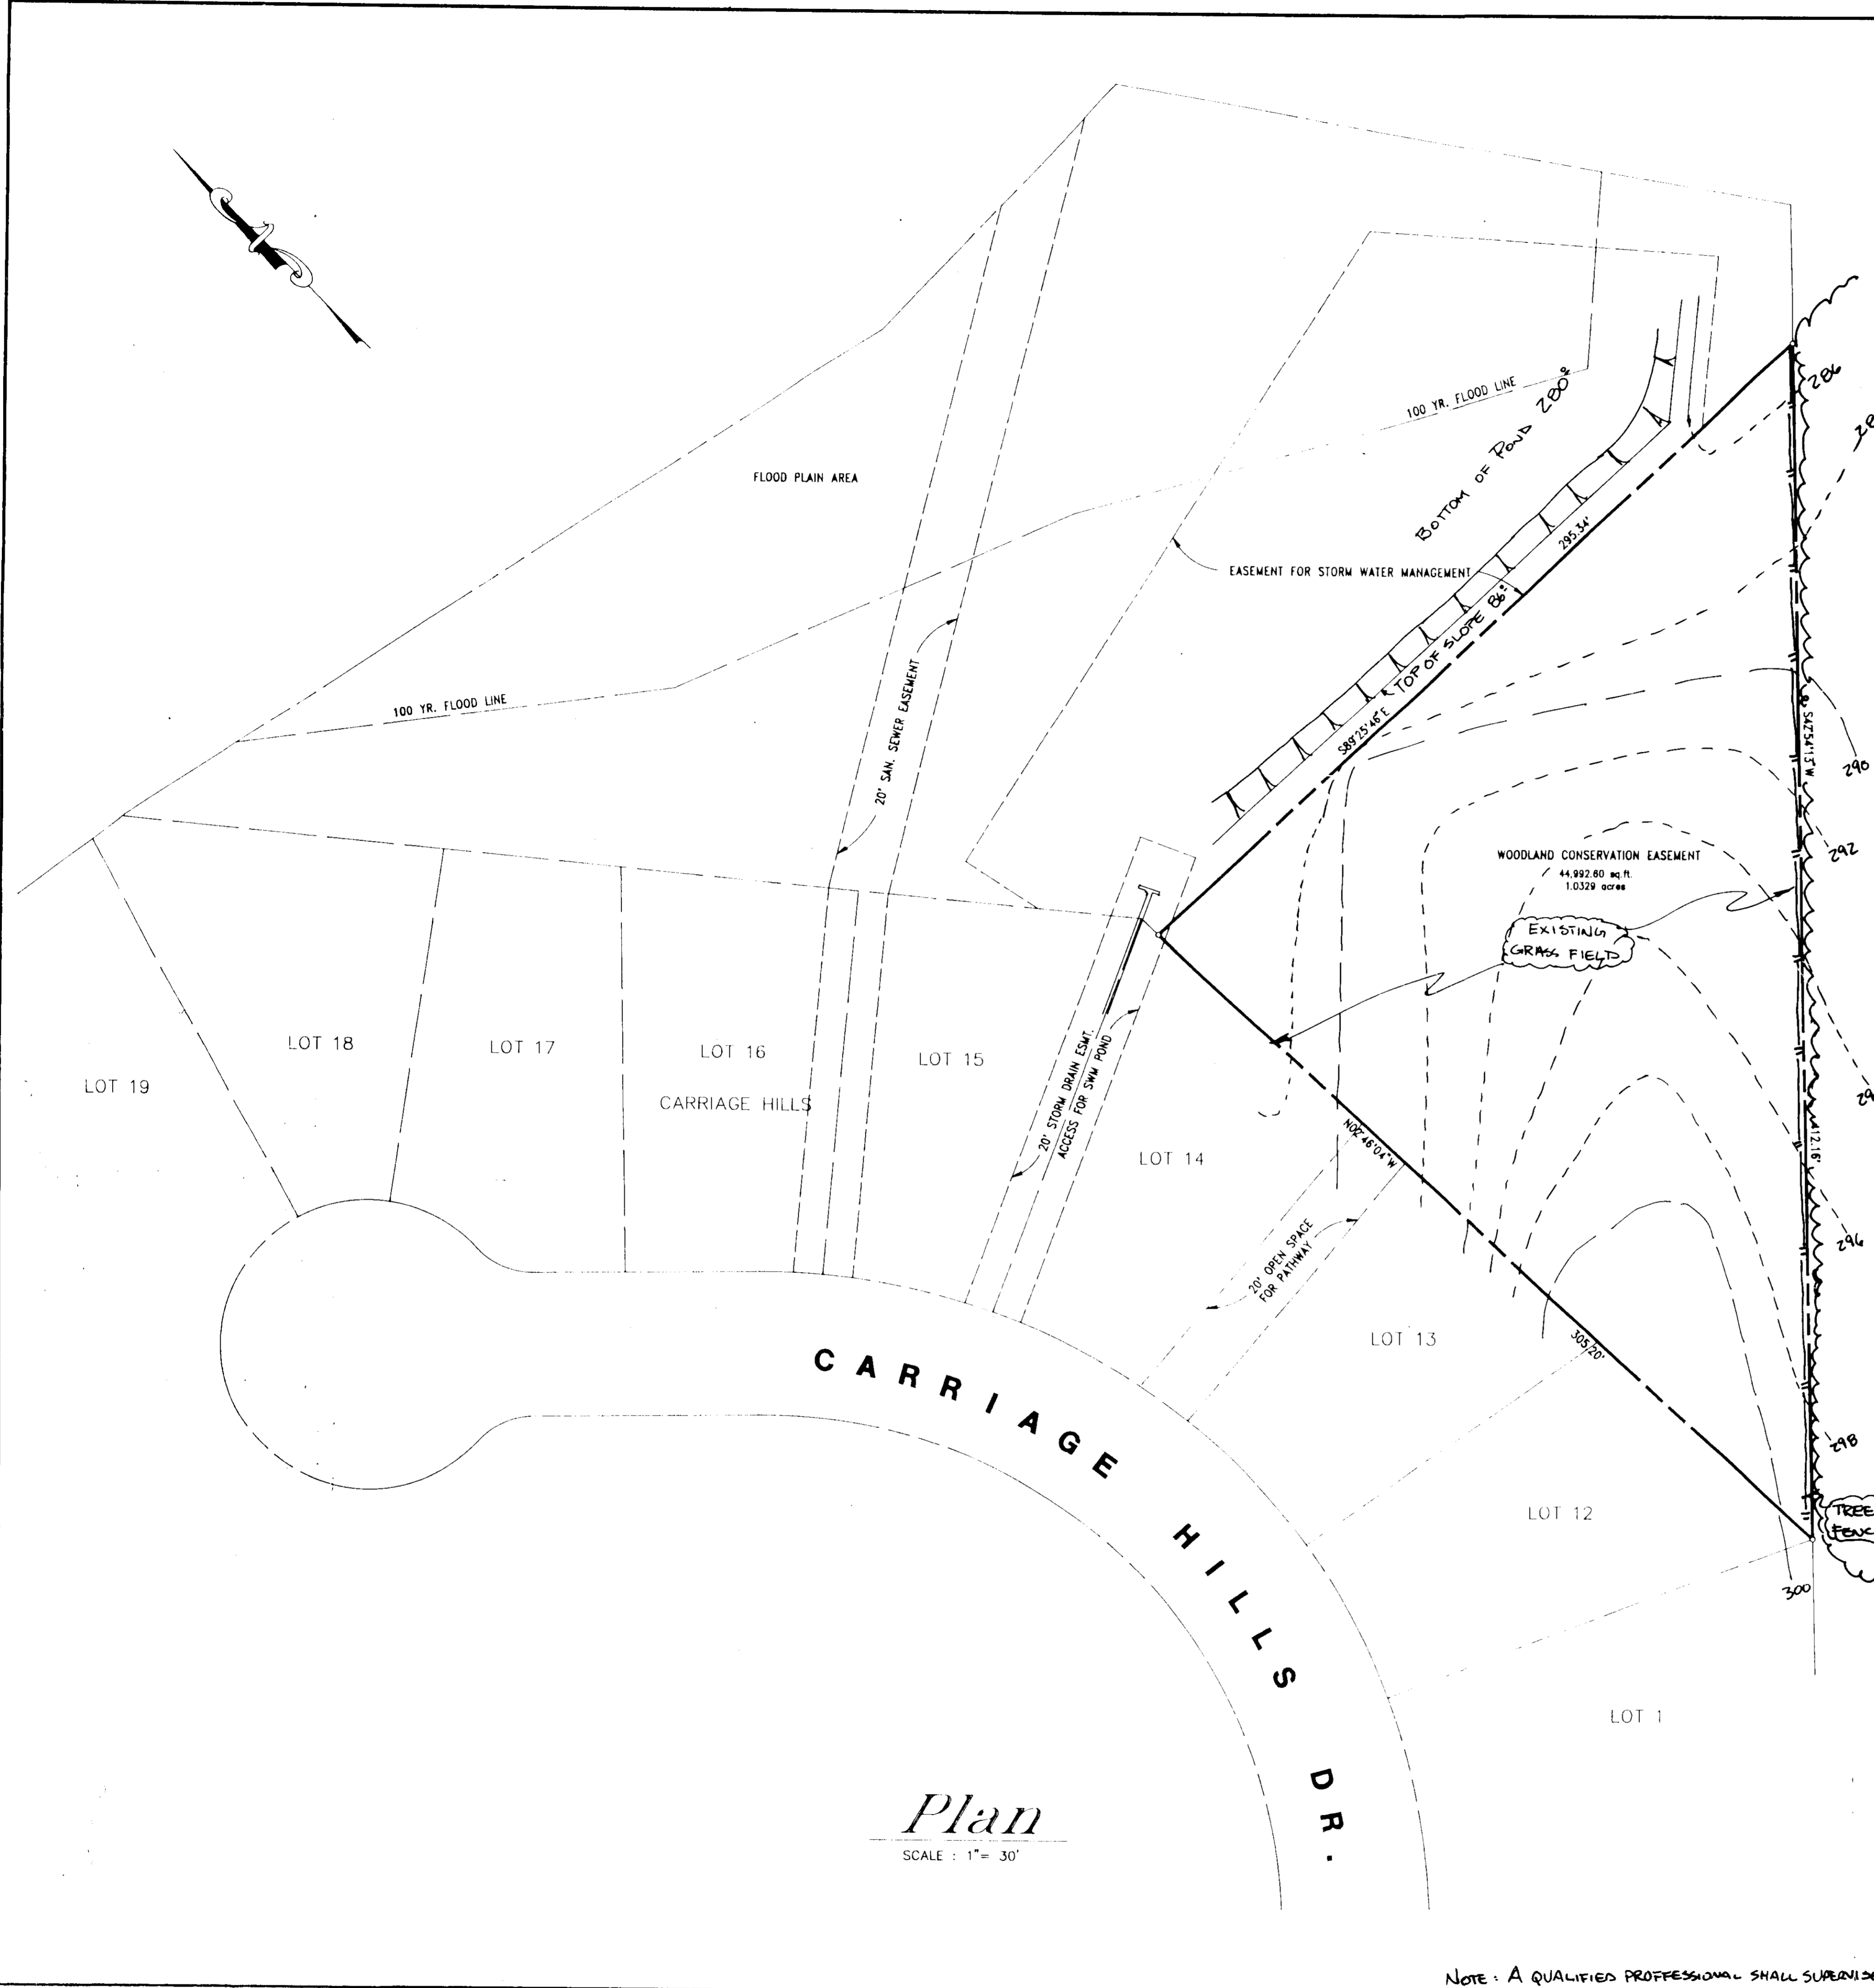 286
100 YR. FLOOD LINE
BOTTOM OF POND 280±
FLOOD PLAIN AREA
295.34'
EASEMENT FOR STORM WATER MANAGEMENT
TOP OF SLOPE 86±
100 YR. FLOOD LINE
20' SAN. SEWER EASEMENT
S89°25'46"E
S42°54'13"W
290
292
WOODLAND CONSERVATION EASEMENT
44,992.60 sq.ft.
1.0329 acres
EXISTING
GRASS FIELD
LOT 18
LOT 17
LOT 16
LOT 15
LOT 19
CARRIAGE HILLS
20' STORM DRAIN ESMT.
ACCESS FOR SWM POND
N02°46'04"W
412.16'
LOT 14
20' OPEN SPACE
FOR PATHWAY
296
LOT 13
305.20'
CARRIAGE HILLS DR.
298
LOT 12
TREE
300
LOT 1
Plan
SCALE : 1"= 30'
NOTE : A QUALIFIED PROFFESSIONAL SHALL